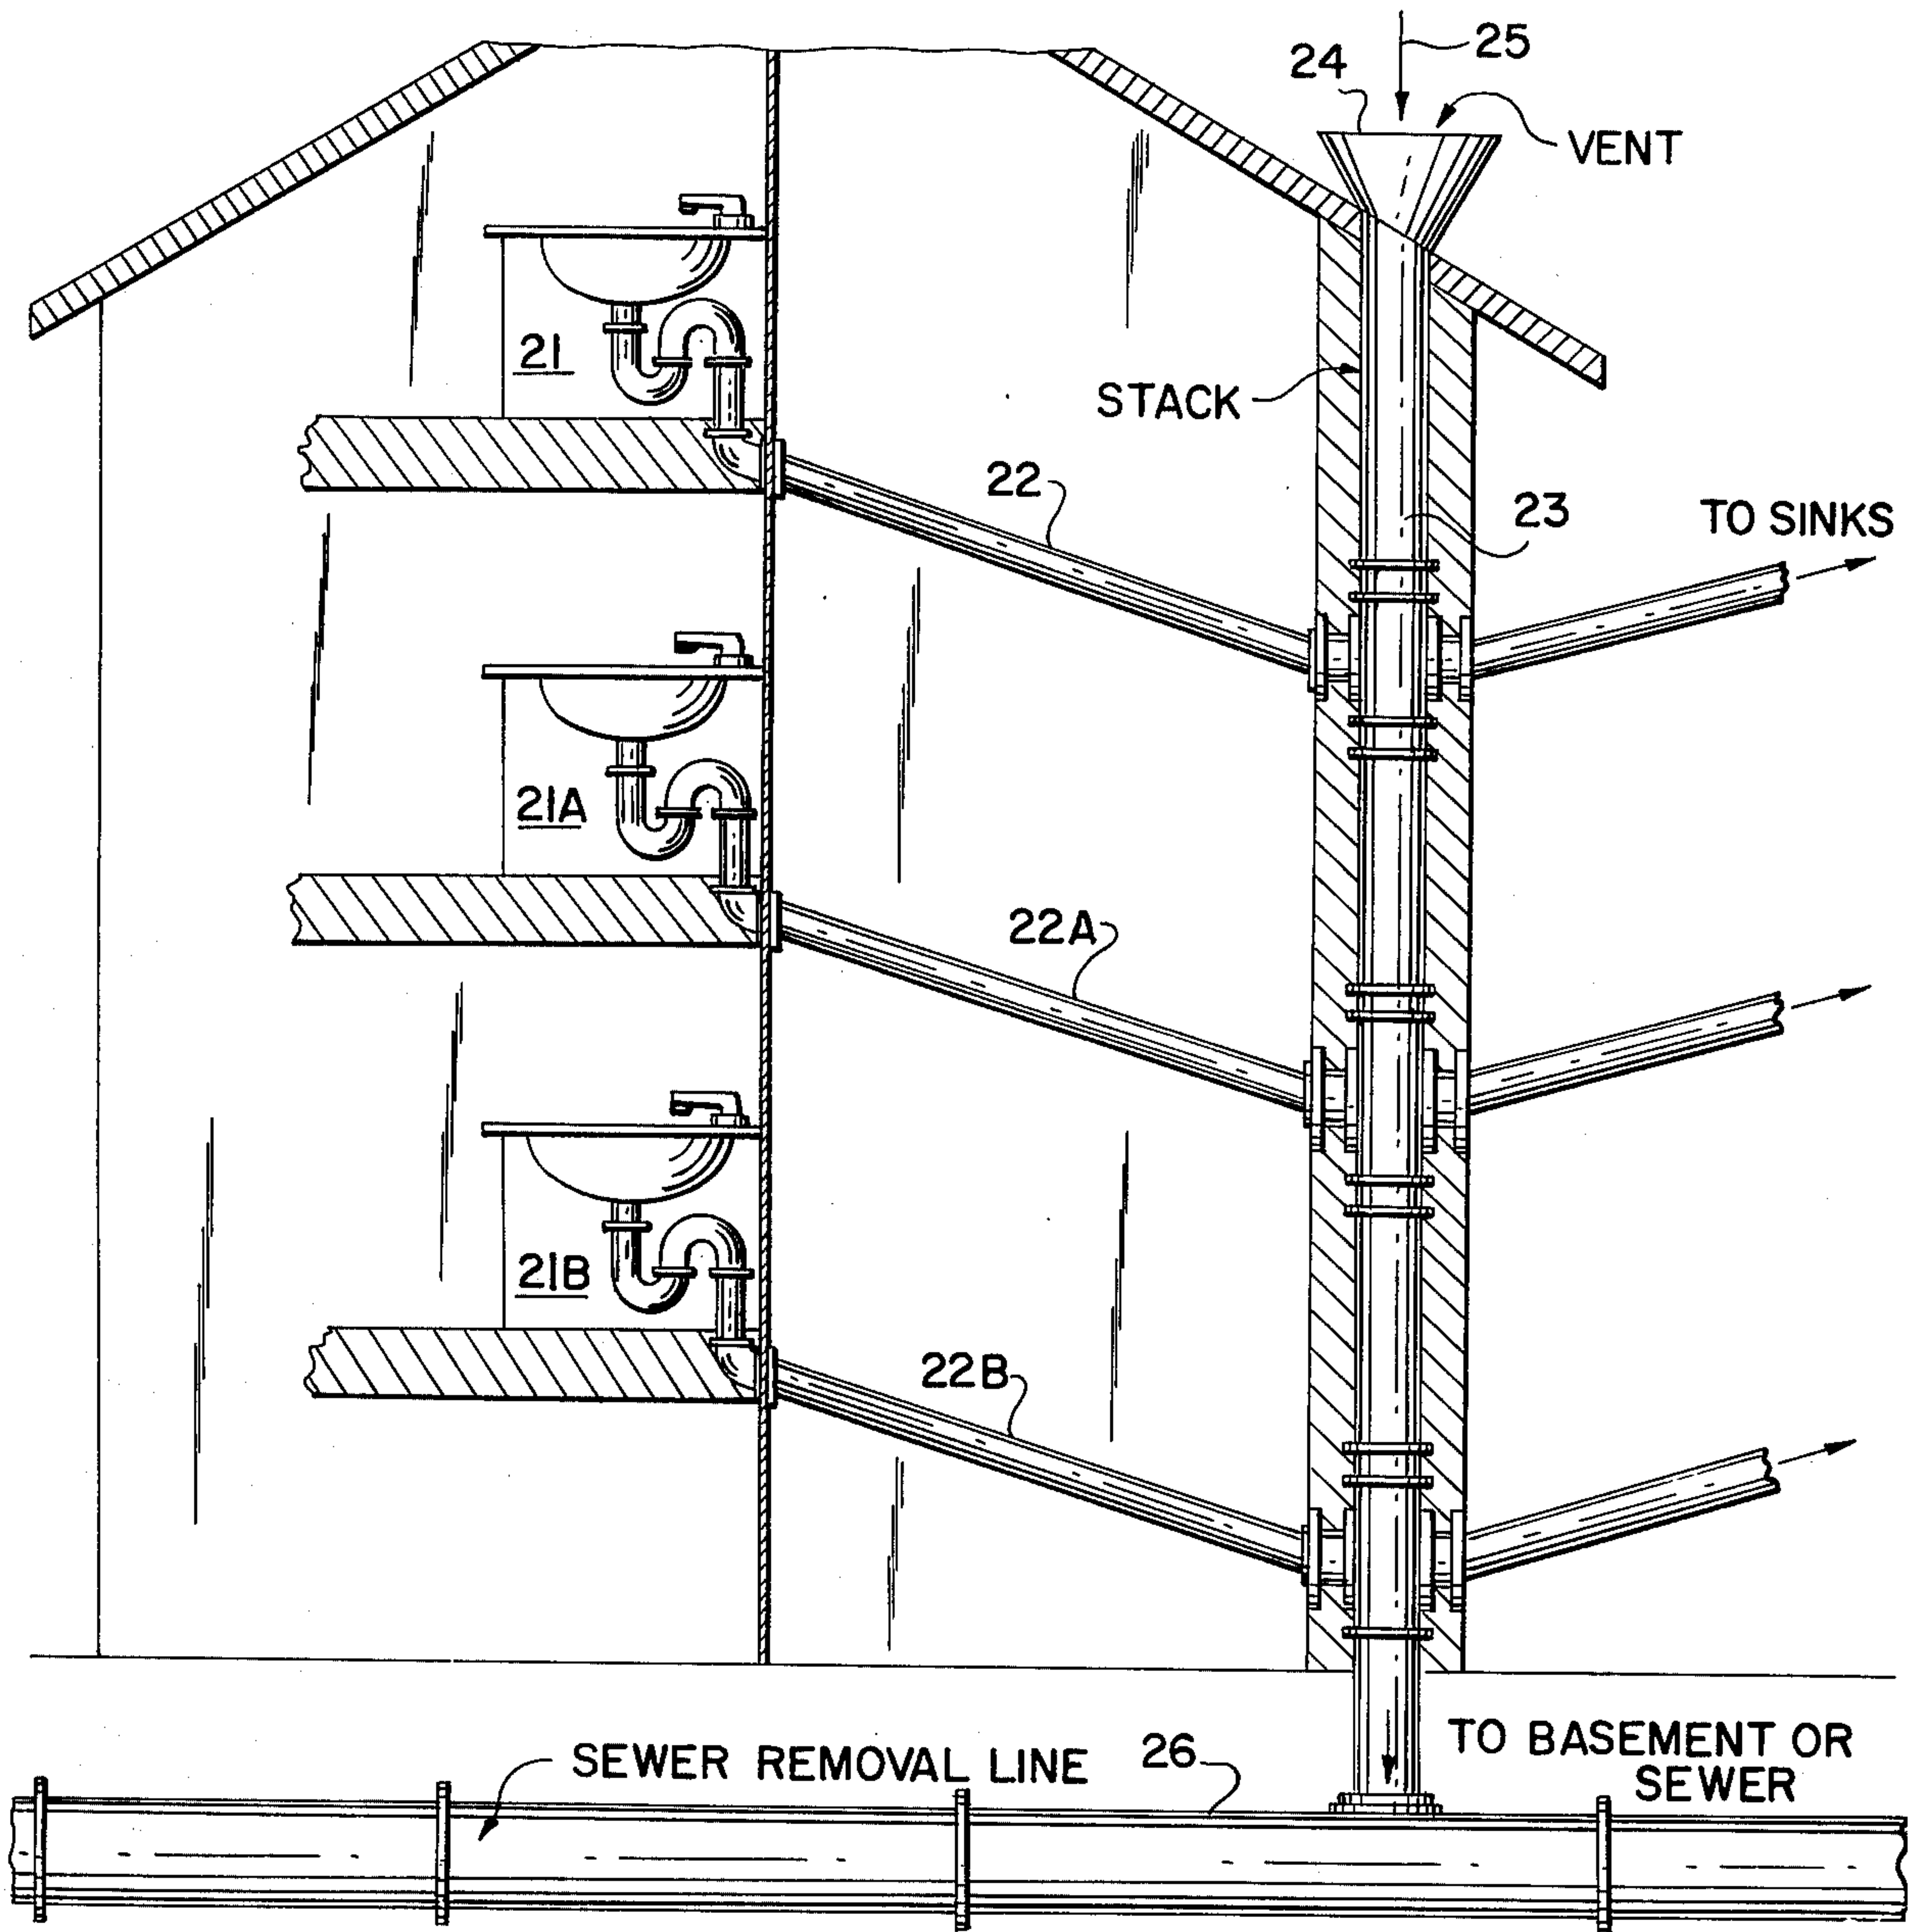 25
24
VENT
21
STACK
22
23
TO SINKS
21A
22A
21B
22B
SEWER REMOVAL LINE
26
TO BASEMENT OR
SEWER